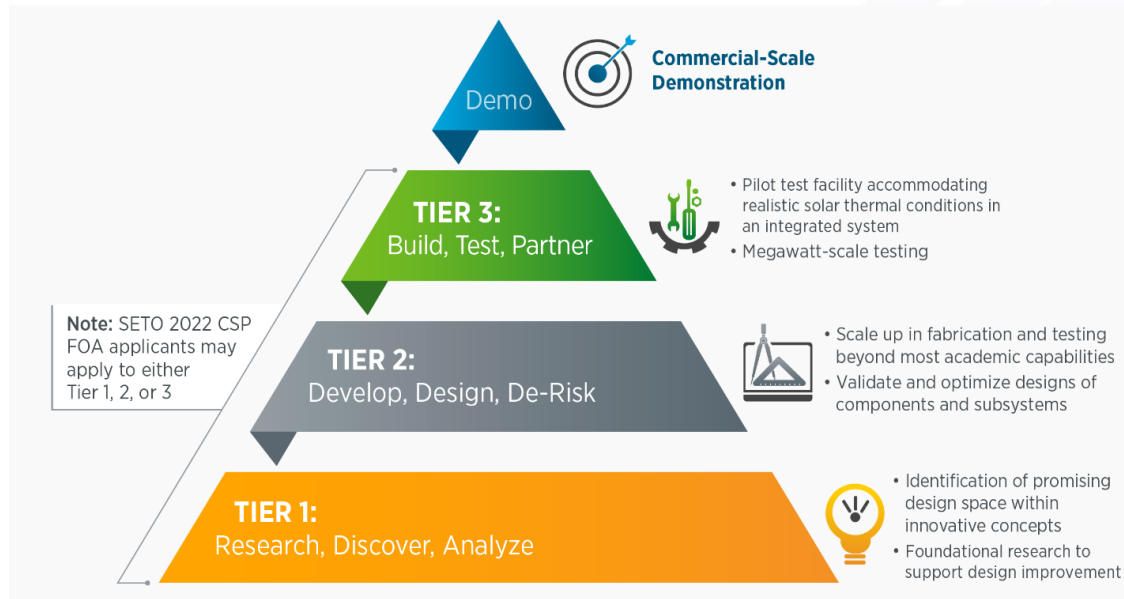 Demo
Commercial-Scale
Demonstration
TIER 3:
Build, Test, Partner
• Pilot test facility accommodating
realistic solar thermal conditions in
an integrated system
• Megawatt-scale testing
Note: SETO 2022 CSP
FOA applicants may
apply to either
Tier 1, 2, or 3
TIER 2:
Develop, Design, De-Risk
• Scale up in fabrication and testing
beyond most academic capabilities
• Validate and optimize designs of
components and subsystems
TIER 1:
Research, Discover, Analyze
• Identification of promising
design space within
innovative concepts
• Foundational research to
support design improvement